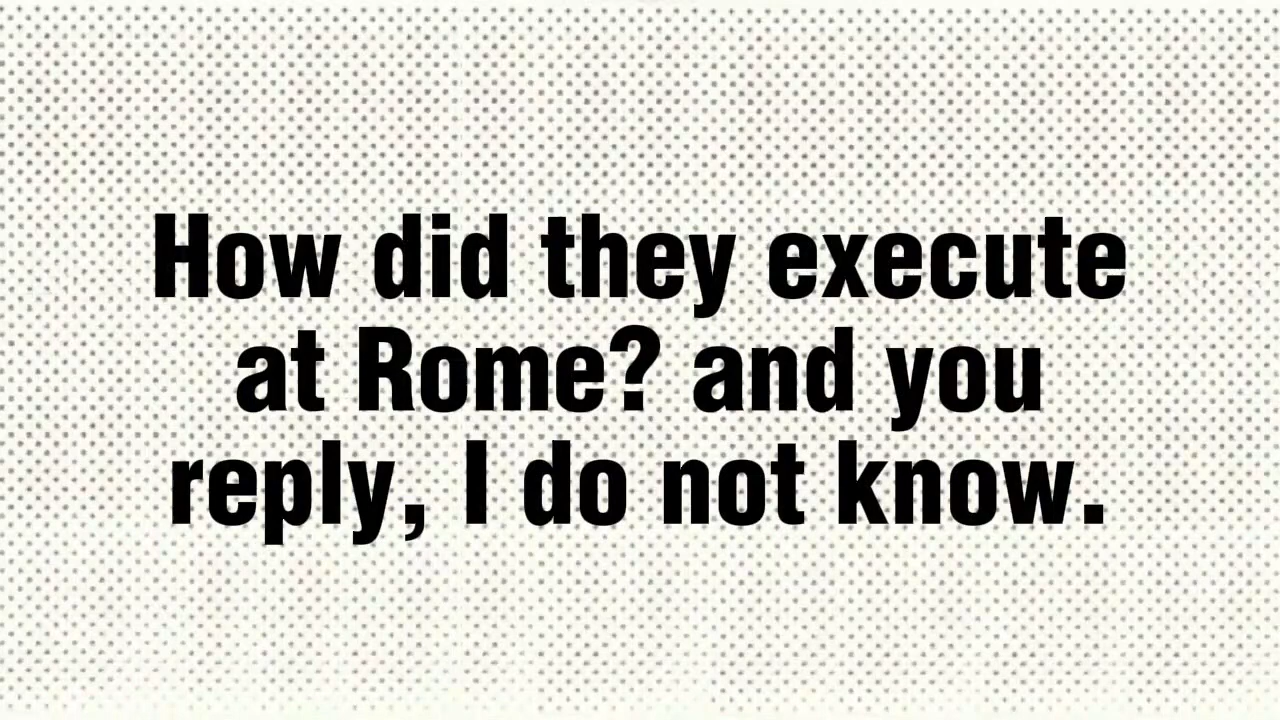 How did they execute
at Rome? and you
reply, I do not know.